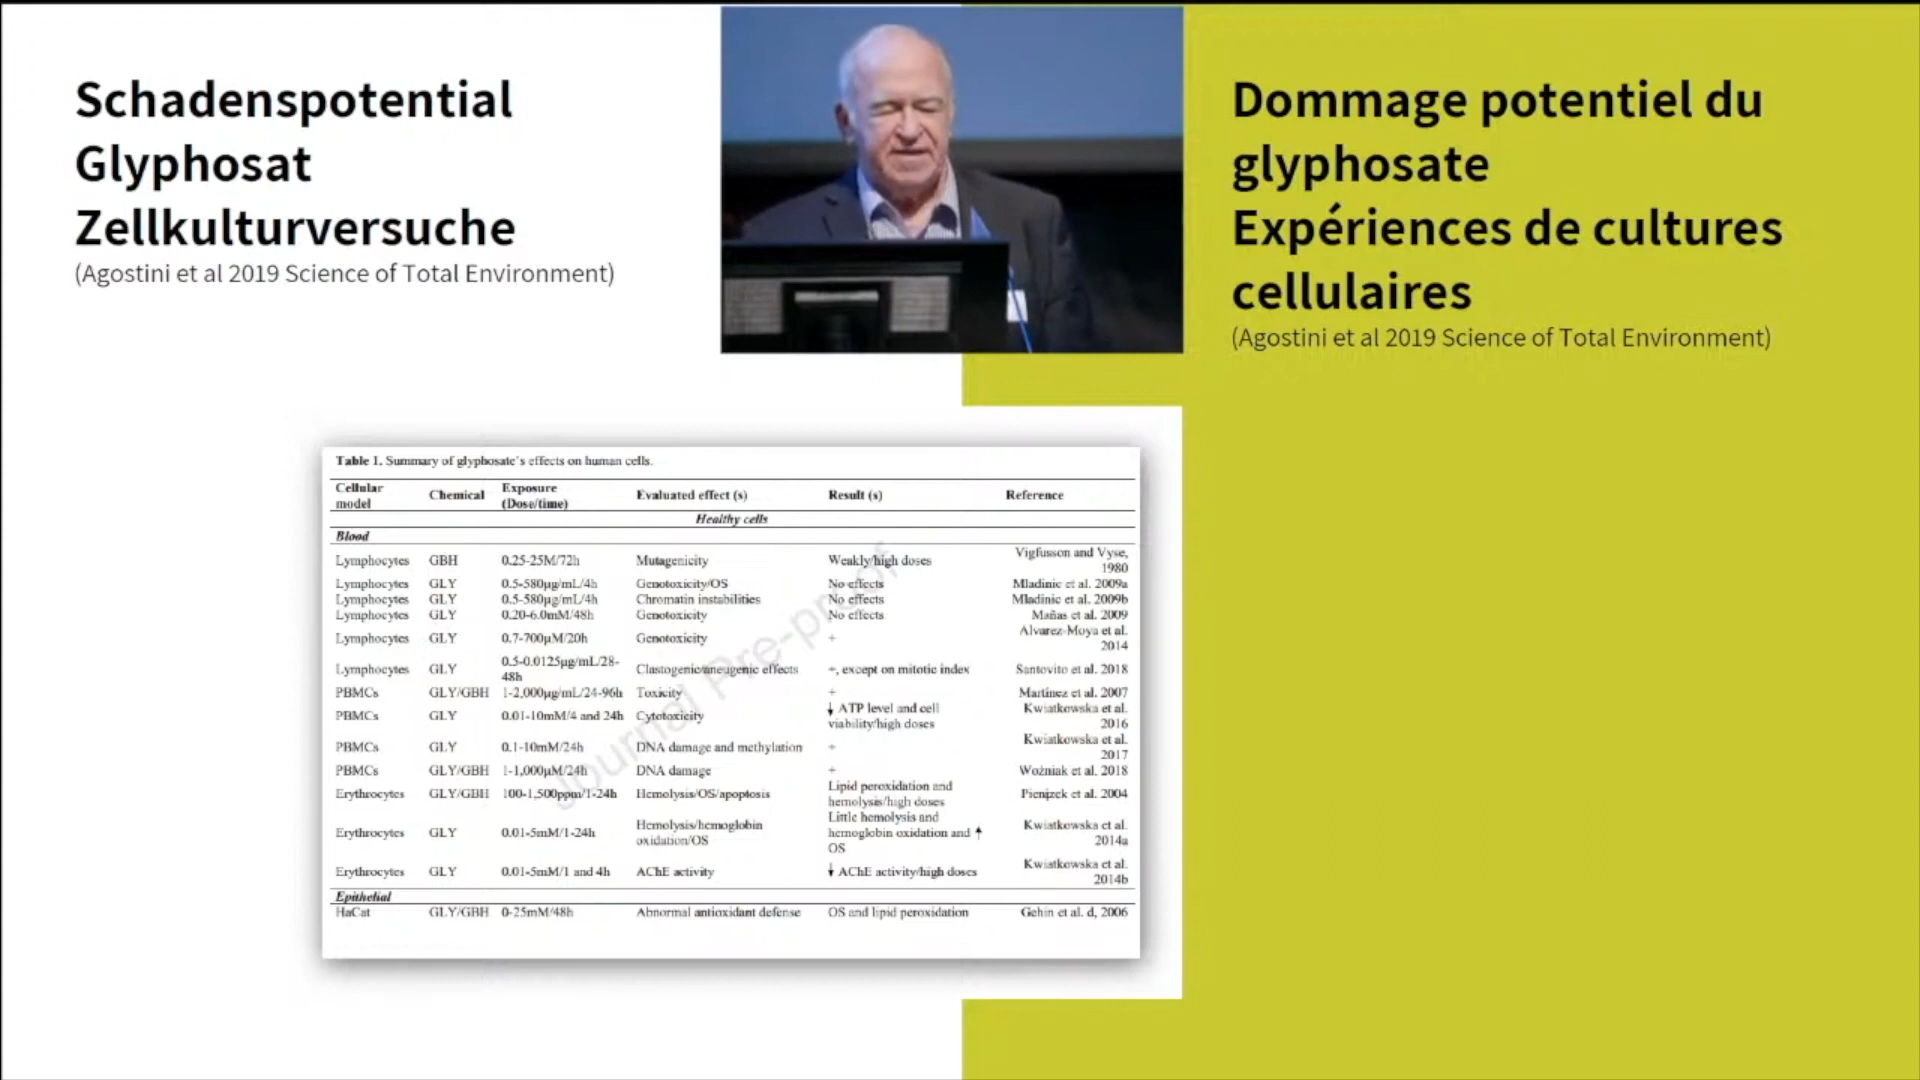 Schadenspotential
Glyphosat
Zellkulturversuche
(Agostini et al 2019 Science of Total Environment)
Dommage potentiel du
glyphosate
Expériences de cultures
cellulaires
(Agostini et al 2019 Science of Total Environment)
Table 1. Summary of glyphosate's effects on human cells.
Cellular model Chemical Exposure (Dose/time) Evaluated effect (s) Result (s) Reference
Healthy cells
Blood
Lymphocytes GBH 0.25-25M/72h Mutagenicity Weakly/high doses Vigfusson and Vyse, 1980
Lymphocytes GLY 0.5-580µg/mL/4h Genotoxicity/OS No effects Mladinic et al. 2009a
Lymphocytes GLY 0.5-580µg/mL/4h Chromatin instabilities No effects Mladinic et al. 2009b
Lymphocytes GLY 0.20-6.0mM/48h Genotoxicity No effects Mañas et al. 2009
Lymphocytes GLY 0.7-700µM/20h Genotoxicity + Alvarez-Moya et al. 2014
Lymphocytes GLY 0.5-0.0125µg/mL/28-48h Clastogenic/aneugenic effects +, except on mitotic index Santovito et al. 2018
PBMCs GLY/GBH 1-2,000µg/mL/24-96h Toxicity + Martínez et al. 2007
PBMCs GLY 0.01-10mM/4 and 24h Cytotoxicity ↓ ATP level and cell viability/high doses Kwiatkowska et al. 2016
PBMCs GLY 0.1-10mM/24h DNA damage and methylation + Kwiatkowska et al. 2017
PBMCs GLY/GBH 1-1,000µM/24h DNA damage + Woźniak et al. 2018
Erythrocytes GLY/GBH 100-1,500ppm/1-24h Hemolysis/OS/apoptosis Lipid peroxidation and hemolysis/high doses Pieniżek et al. 2004
Erythrocytes GLY 0.01-5mM/1-24h Hemolysis/hemoglobin oxidation/OS Little hemolysis and hemoglobin oxidation and ↑ OS Kwiatkowska et al. 2014a
Erythrocytes GLY 0.01-5mM/1 and 4h AChE activity ↓ AChE activity/high doses Kwiatkowska et al. 2014b
Epithelial
HaCat GLY/GBH 0-25mM/48h Abnormal antioxidant defense OS and lipid peroxidation Gehin et al. d, 2006
Journal Pre-proof